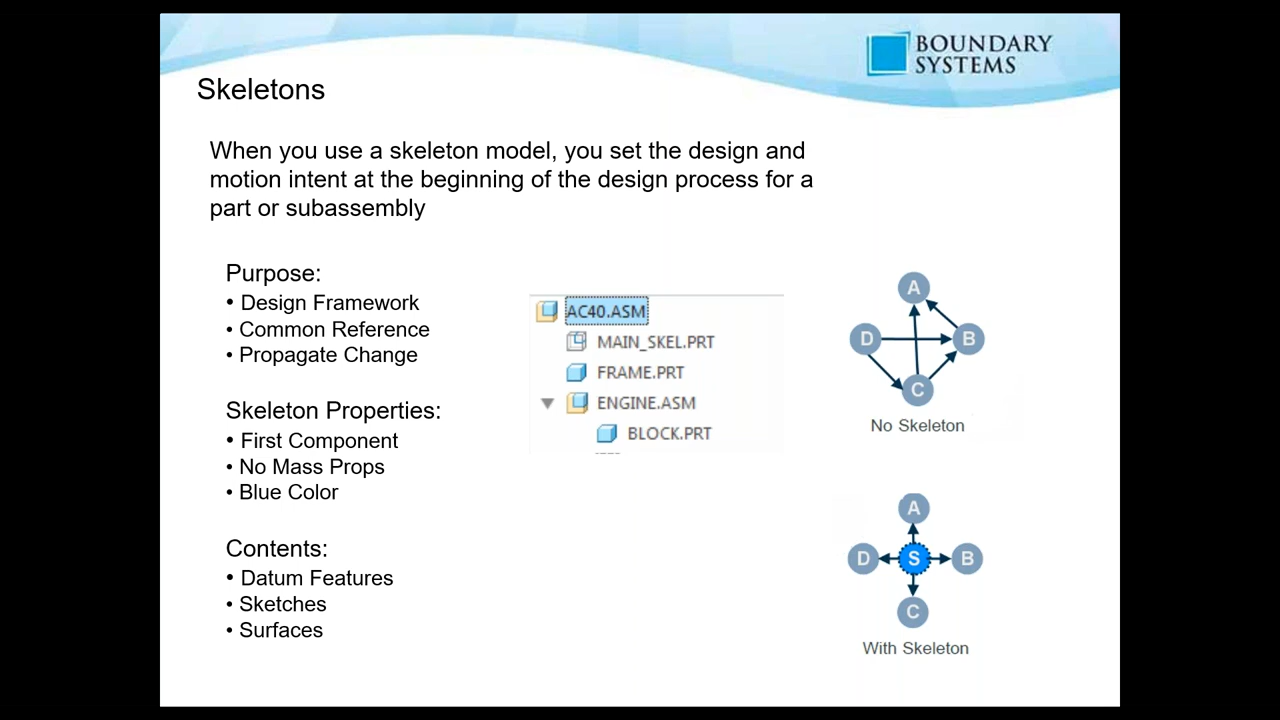 BOUNDARY
SYSTEMS
Skeletons
When you use a skeleton model, you set the design and
motion intent at the beginning of the design process for a
part or subassembly
Purpose:
• Design Framework
• Common Reference
• Propagate Change
Skeleton Properties:
• First Component
• No Mass Props
• Blue Color
Contents:
• Datum Features
• Sketches
• Surfaces
AC40.ASM
MAIN_SKEL.PRT
FRAME.PRT
ENGINE.ASM
BLOCK.PRT
A
D
B
C
No Skeleton
A
D
S
B
C
With Skeleton